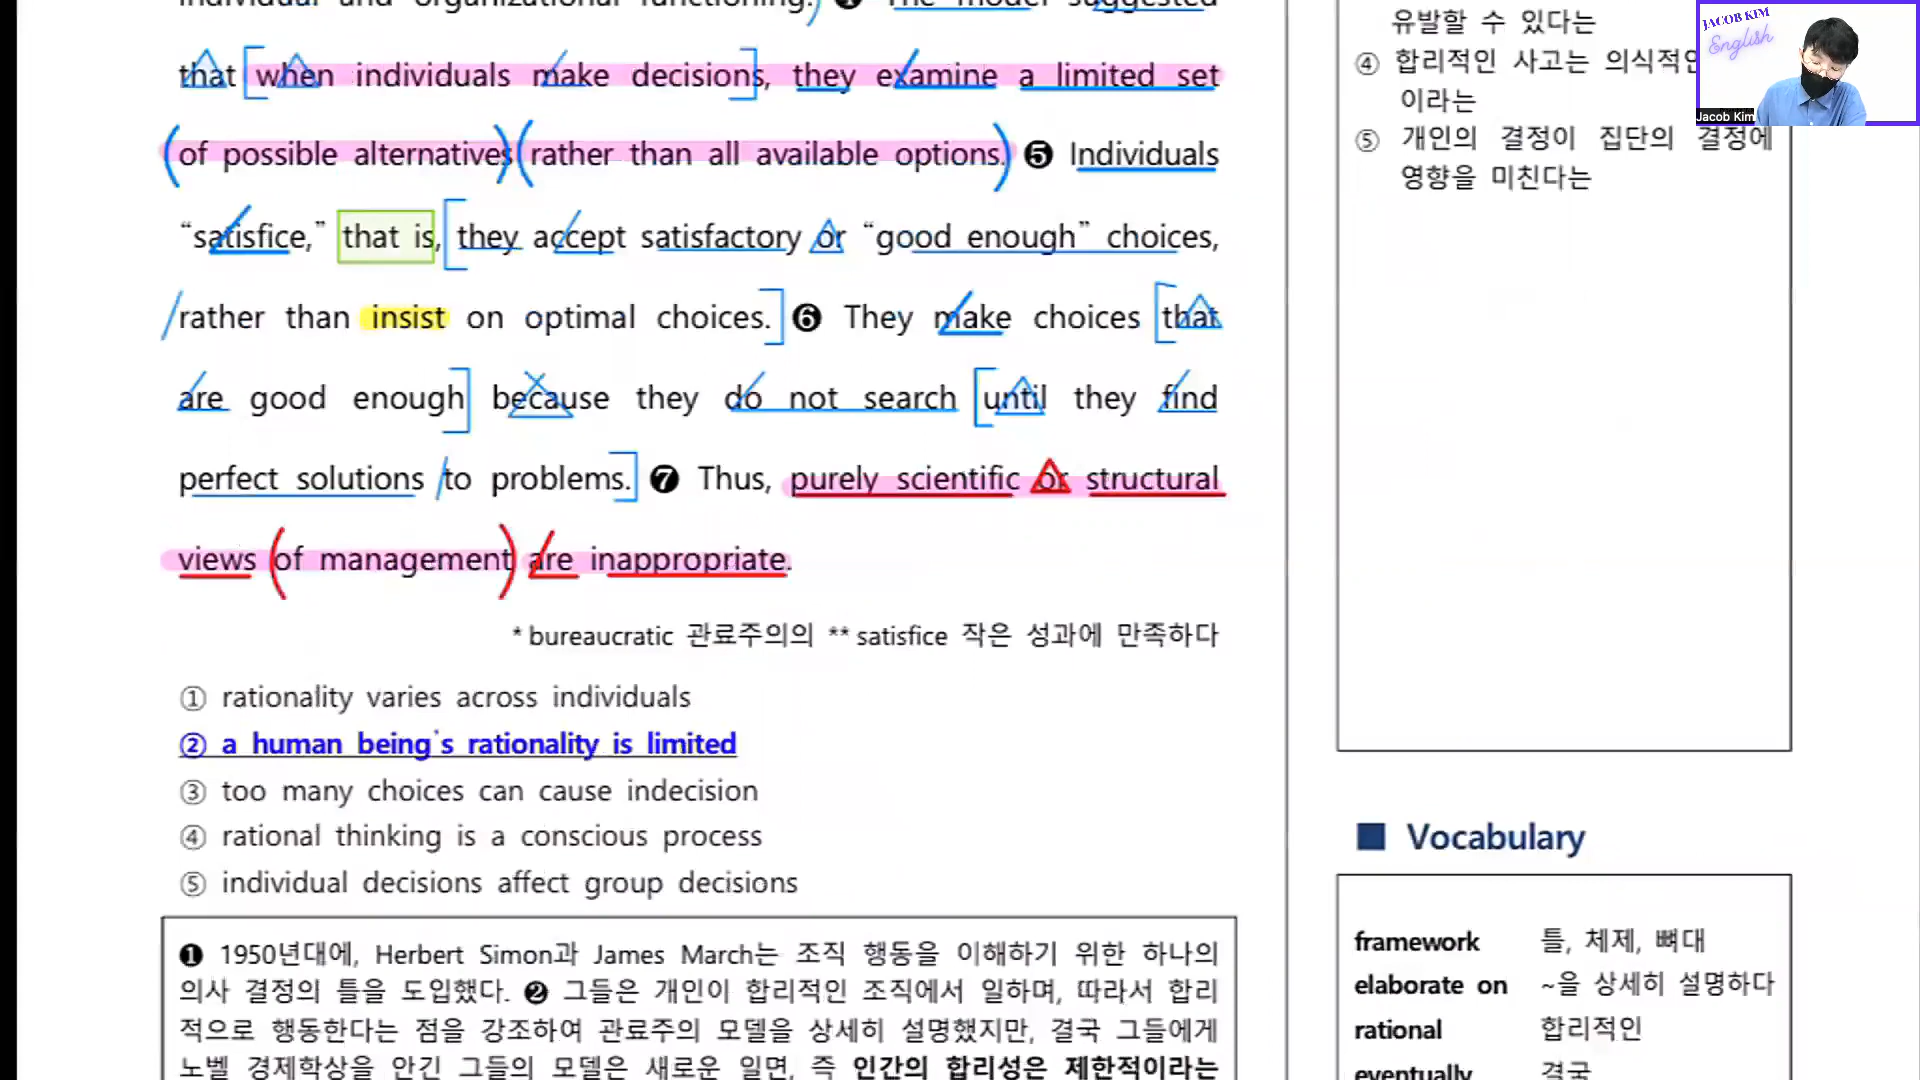 individual and organizational functioning. ❹ The model suggested
that when individuals make decisions, they examine a limited set
of possible alternatives rather than all available options. ❺ Individuals
“satisfice,” that is, they accept satisfactory or “good enough” choices,
rather than insist on optimal choices. ❻ They make choices that
are good enough because they do not search until they find
perfect solutions to problems. ❼ Thus, purely scientific or structural
views of management are inappropriate.
* bureaucratic 관료주의의 ** satisfice 작은 성과에 만족하다
① rationality varies across individuals
② a human being's rationality is limited
③ too many choices can cause indecision
④ rational thinking is a conscious process
⑤ individual decisions affect group decisions
❶ 1950년대에, Herbert Simon과 James March는 조직 행동을 이해하기 위한 하나의
의사 결정의 틀을 도입했다. ❷ 그들은 개인이 합리적인 조직에서 일하며, 따라서 합리
적으로 행동한다는 점을 강조하여 관료주의 모델을 상세히 설명했지만, 결국 그들에게
노벨 경제학상을 안긴 그들의 모델은 새로운 일면, 즉 인간의 합리성은 제한적이라는
유발할 수 있다는
④ 합리적인 사고는 의식적인
이라는
⑤ 개인의 결정이 집단의 결정에
영향을 미친다는
JACOB KIM
English
Jacob Kim
Vocabulary
framework 틀, 체제, 뼈대
elaborate on ~을 상세히 설명하다
rational 합리적인
eventually 결국